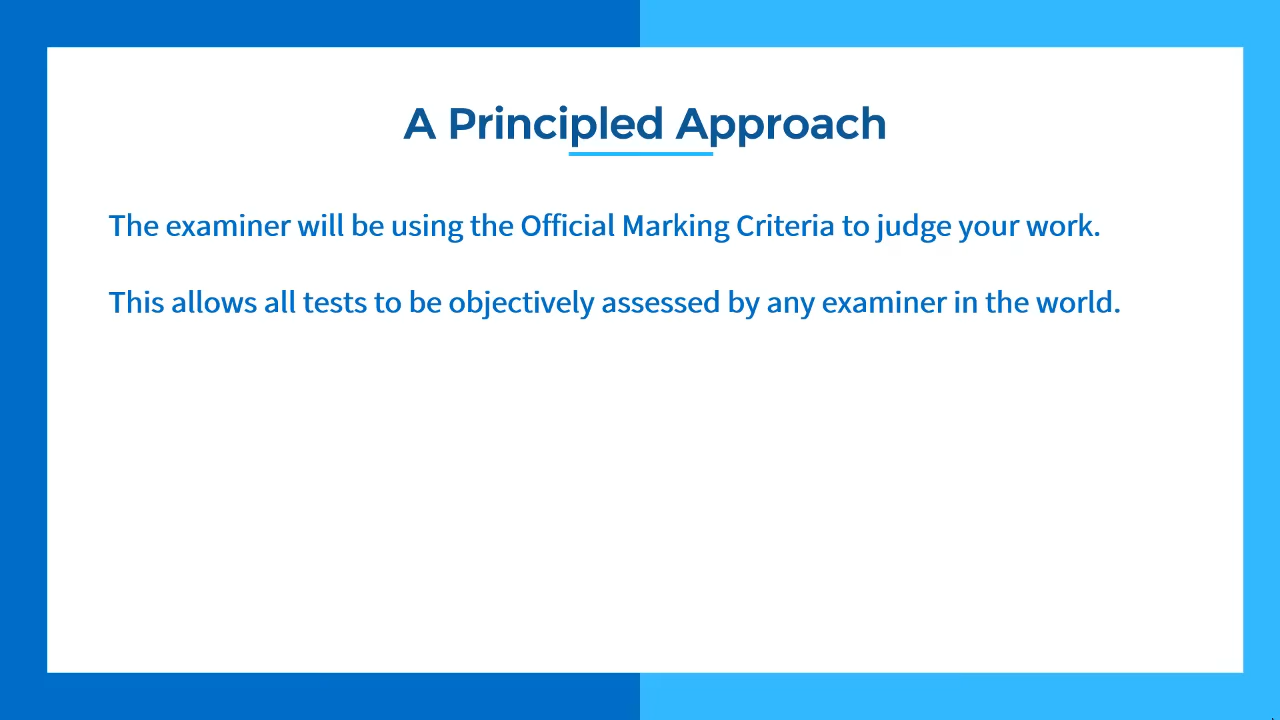 A Principled Approach
The examiner will be using the Official Marking Criteria to judge your work.
This allows all tests to be objectively assessed by any examiner in the world.